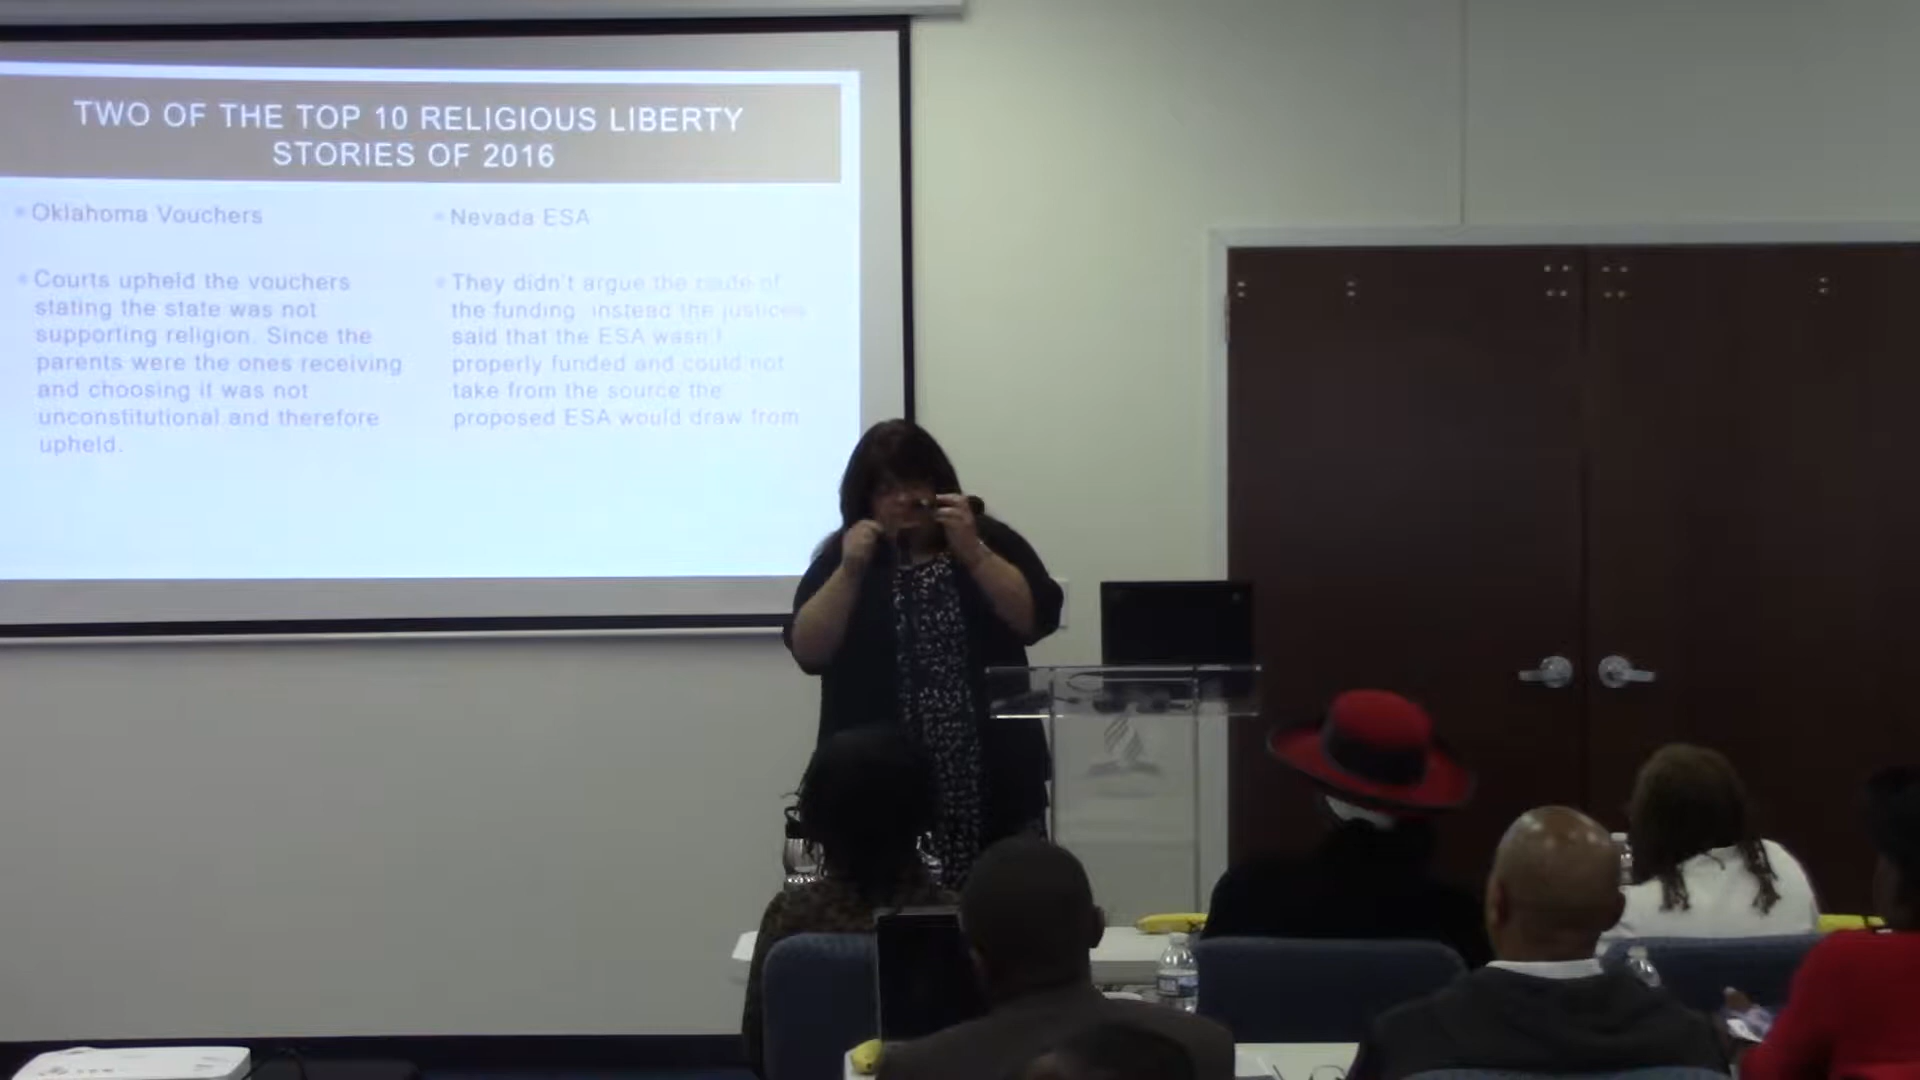 TWO OF THE TOP 10 RELIGIOUS LIBERTY
STORIES OF 2016
Oklahoma Vouchers
Courts upheld the vouchers
stating the state was not
supporting religion. Since the
parents were the ones receiving
and choosing it was not
unconstitutional and therefore
upheld.
Nevada ESA
They didn't argue the route of
the funding instead the justices
said that the ESA wasn't
properly funded and could not
take from the source the
proposed ESA would draw from